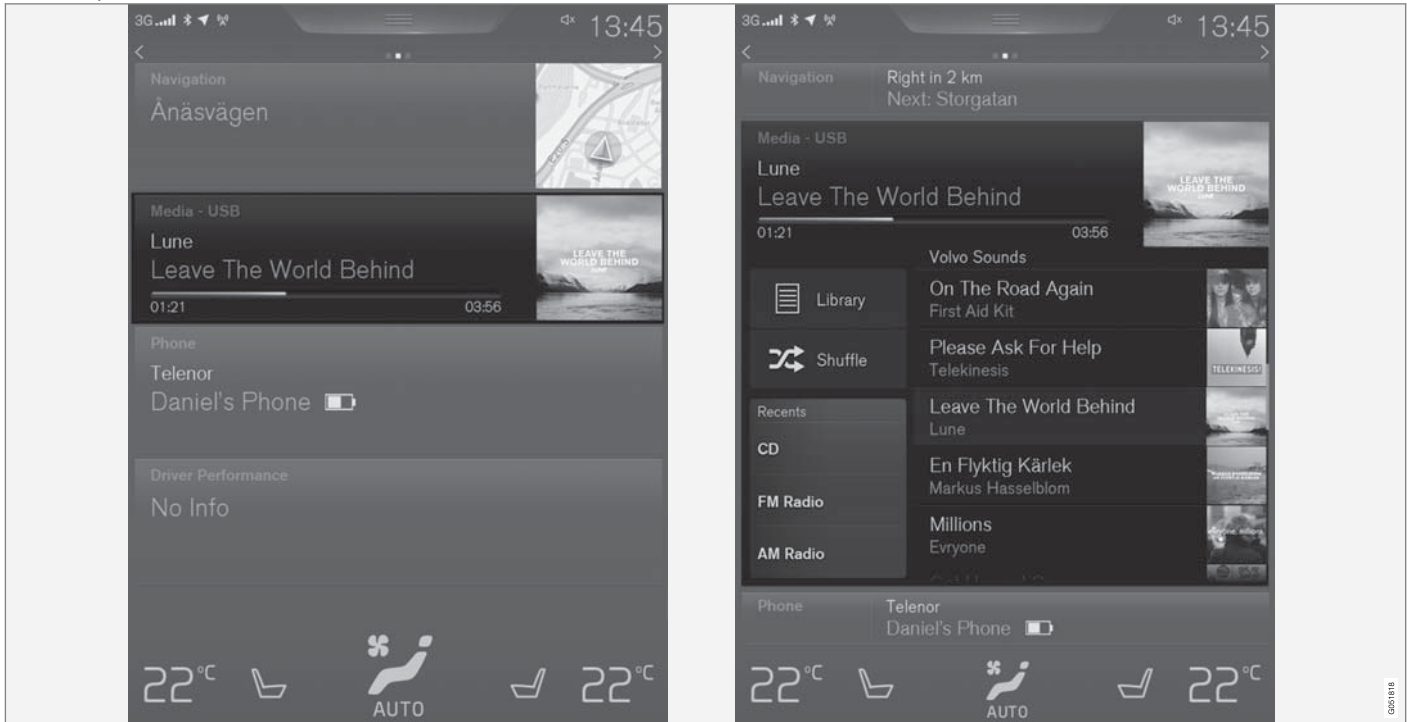 3G
13:45
Navigation
Ånäsvägen
Media - USB
Lune
Leave The World Behind
01:21
03:56
LEAVE THE
WORLD BEHIND
Phone
Telenor
Daniel's Phone
Driver Performance
No Info
22°C
AUTO
22°C
3G
13:45
Navigation
Right in 2 km
Next: Storgatan
Media - USB
Lune
Leave The World Behind
01:21
03:56
LEAVE THE
WORLD BEHIND
LUNE
Volvo Sounds
Library
On The Road Again
First Aid Kit
Shuffle
Please Ask For Help
Telekinesis
TELEKINESIS!
Recents
CD
FM Radio
AM Radio
Leave The World Behind
Lune
En Flyktig Kärlek
Markus Hasselblom
Millions
Evryone
Phone
Telenor
Daniel's Phone
22°C
AUTO
22°C
G051818